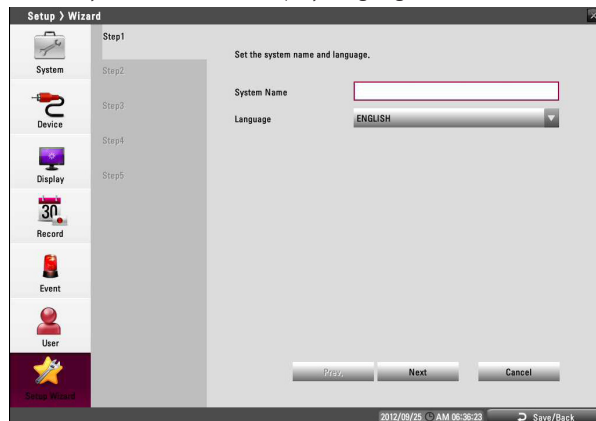 Setup > Wizard
System
Device
Display
30
Record
Event
User
Setup Wizard
Step1
Step2
Step3
Step4
Step5
Set the system name and language.
System Name
Language
ENGLISH
Prev.
Next
Cancel
2012/09/25 AM 06:36:23
Save/Back